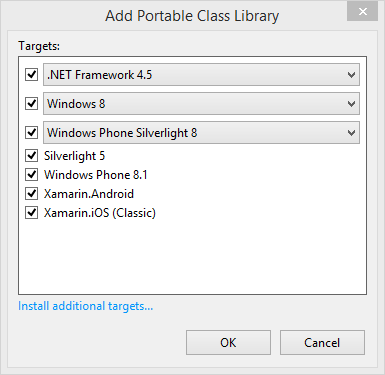 Add Portable Class Library
Targets:
.NET Framework 4.5
Windows 8
Windows Phone Silverlight 8
Silverlight 5
Windows Phone 8.1
Xamarin.Android
Xamarin.iOS (Classic)
Install additional targets...
OK Cancel